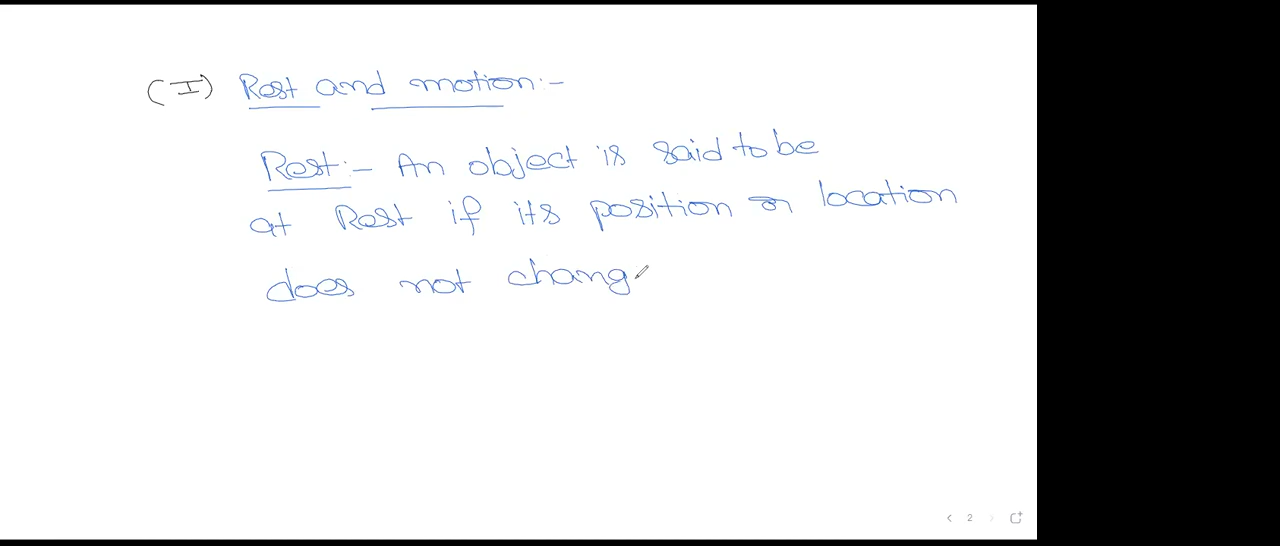 (I) Rest and motion:-
Rest:- An object is said to be
at Rest if its position or location
does not chang
2